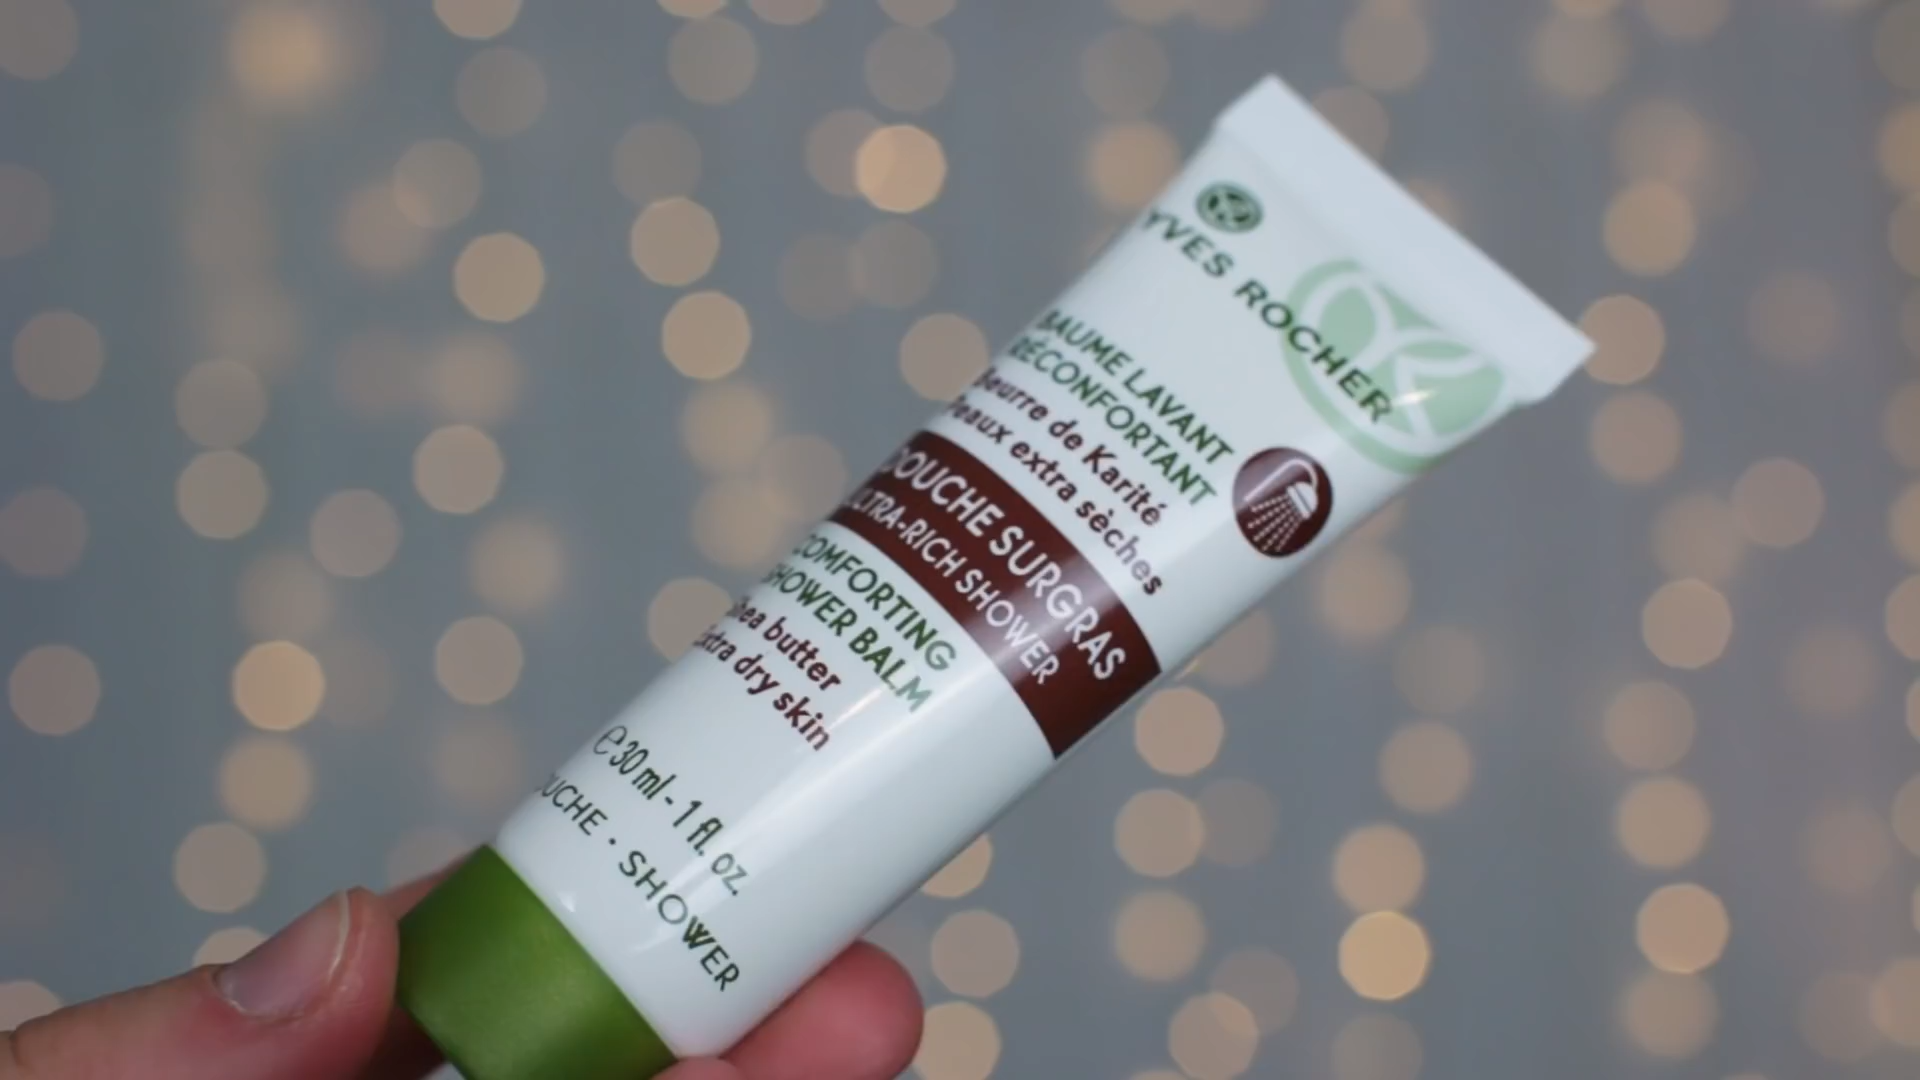 YVES ROCHER
BAUME LAVANT
RÉCONFORTANT
Beurre de Karité
Peaux extra sèches
DOUCHE SURGRAS
ULTRA-RICH SHOWER
COMFORTING
SHOWER BALM
Shea butter
Extra dry skin
℮30 ml - 1 fl. oz.
DOUCHE · SHOWER